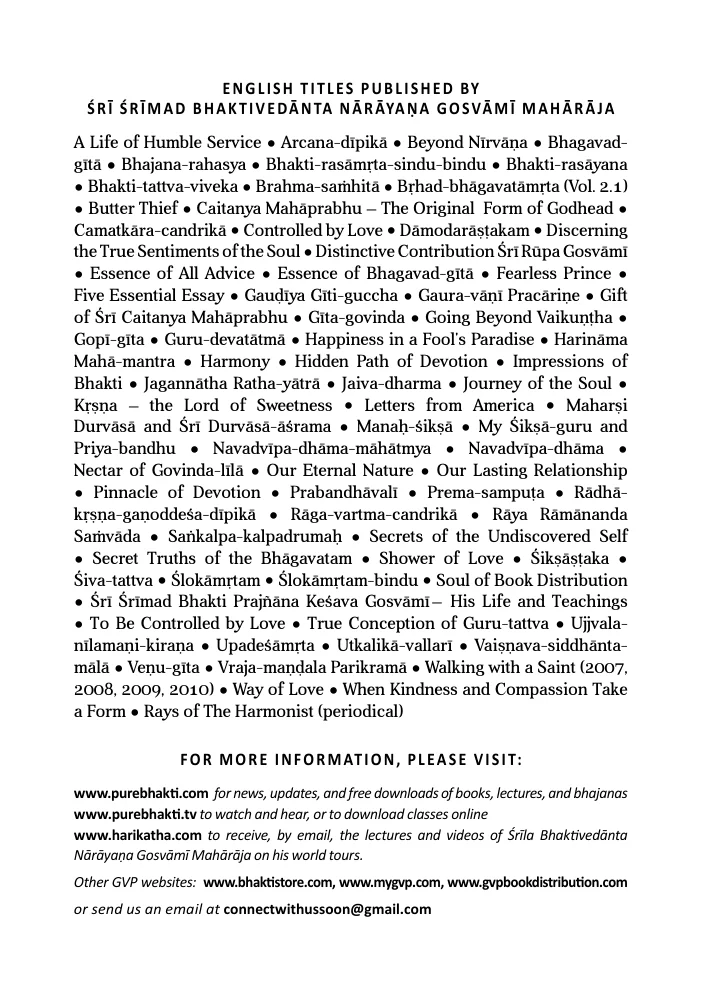 ENGLISH TITLES PUBLISHED BY
ŚRĪ ŚRĪMAD BHAKTIVEDĀNTA NĀRĀYAṆA GOSVĀMĪ MAHĀRĀJA
A Life of Humble Service ● Arcana-dīpikā ● Beyond Nīrvāṇa ● Bhagavad-
gītā ● Bhajana-rahasya ● Bhakti-rasāmṛta-sindu-bindu ● Bhakti-rasāyana
● Bhakti-tattva-viveka ● Brahma-saṁhitā ● Bṛhad-bhāgavatāmṛta (Vol. 2.1)
● Butter Thief ● Caitanya Mahāprabhu – The Original Form of Godhead ●
Camatkāra-candrikā ● Controlled by Love ● Dāmodarāṣṭakam ● Discerning
the True Sentiments of the Soul ● Distinctive Contribution Śrī Rūpa Gosvāmī
● Essence of All Advice ● Essence of Bhagavad-gītā ● Fearless Prince ●
Five Essential Essay ● Gauḍīya Gīti-guccha ● Gaura-vāṇī Pracāriṇe ● Gift
of Śrī Caitanya Mahāprabhu ● Gīta-govinda ● Going Beyond Vaikuṇṭha ●
Gopī-gīta ● Guru-devatātmā ● Happiness in a Fool's Paradise ● Harināma
Mahā-mantra ● Harmony ● Hidden Path of Devotion ● Impressions of
Bhakti ● Jagannātha Ratha-yātrā ● Jaiva-dharma ● Journey of the Soul ●
Kṛṣṇa – the Lord of Sweetness ● Letters from America ● Maharṣi
Durvāsā and Śrī Durvāsā-āśrama ● Manaḥ-śikṣā ● My Śikṣā-guru and
Priya-bandhu ● Navadvīpa-dhāma-māhātmya ● Navadvīpa-dhāma ●
Nectar of Govinda-līlā ● Our Eternal Nature ● Our Lasting Relationship
● Pinnacle of Devotion ● Prabandhāvalī ● Prema-sampuṭa ● Rādhā-
kṛṣṇa-gaṇoddeśa-dīpikā ● Rāga-vartma-candrikā ● Rāya Rāmānanda
Saṁvāda ● Saṅkalpa-kalpadrumaḥ ● Secrets of the Undiscovered Self
● Secret Truths of the Bhāgavatam ● Shower of Love ● Śikṣāṣṭaka ●
Śiva-tattva ● Ślokāmṛtam ● Ślokāmṛtam-bindu ● Soul of Book Distribution
● Śrī Śrīmad Bhakti Prajñāna Keśava Gosvāmī– His Life and Teachings
● To Be Controlled by Love ● True Conception of Guru-tattva ● Ujjvala-
nīlamaṇi-kiraṇa ● Upadeśāmṛta ● Utkalikā-vallarī ● Vaiṣṇava-siddhānta-
mālā ● Veṇu-gīta ● Vraja-maṇḍala Parikramā ● Walking with a Saint (2007,
2008, 2009, 2010) ● Way of Love ● When Kindness and Compassion Take
a Form ● Rays of The Harmonist (periodical)
FOR MORE INFORMATION, PLEASE VISIT:
www.purebhakti.com for news, updates, and free downloads of books, lectures, and bhajanas
www.purebhakti.tv to watch and hear, or to download classes online
www.harikatha.com to receive, by email, the lectures and videos of Śrīla Bhaktivedānta
Nārāyaṇa Gosvāmī Mahārāja on his world tours.
Other GVP websites: www.bhaktistore.com, www.mygvp.com, www.gvpbookdistribution.com
or send us an email at connectwithussoon@gmail.com